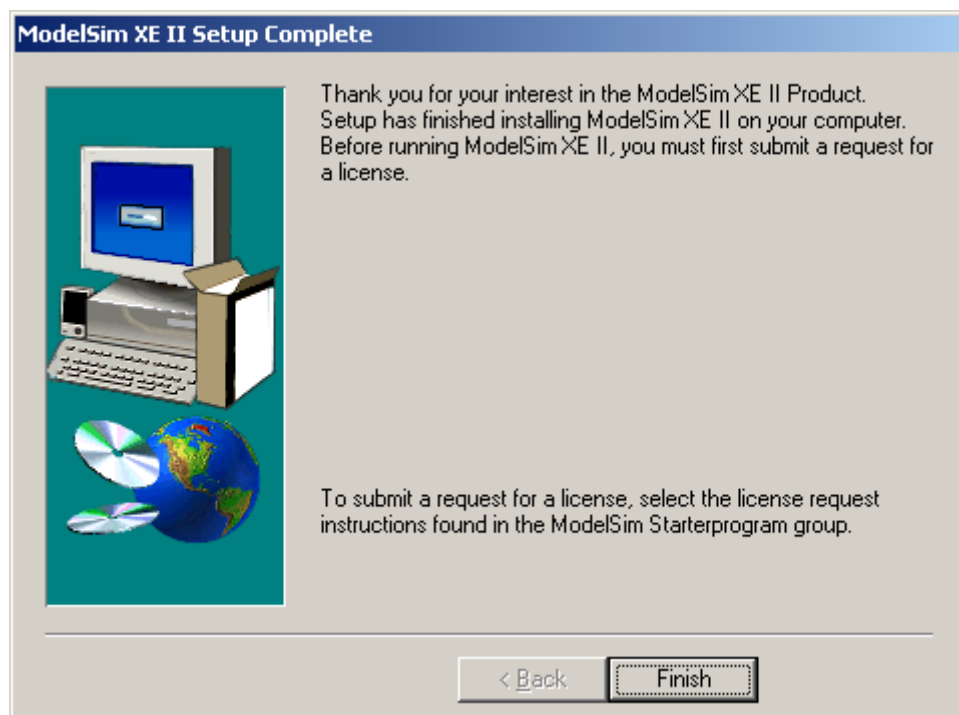 ModelSim XE II Setup Complete
Thank you for your interest in the ModelSim XE II Product.
Setup has finished installing ModelSim XE II on your computer.
Before running ModelSim XE II, you must first submit a request for
a license.
To submit a request for a license, select the license request
instructions found in the ModelSim Starterprogram group.
< Back
Finish